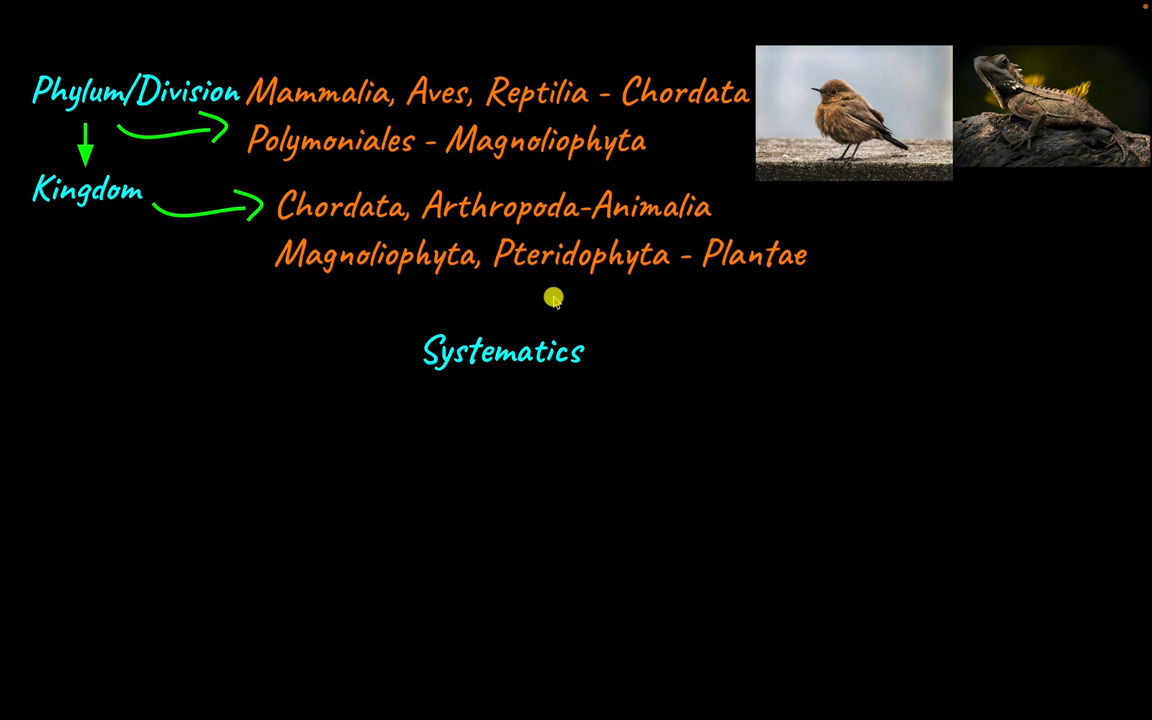 Phylum/Division Mammalia, Aves, Reptilia - Chordata
Polymoniales - Magnoliophyta
Kingdom
Chordata, Arthropoda-Animalia
Magnoliophyta, Pteridophyta - Plantae
Systematics